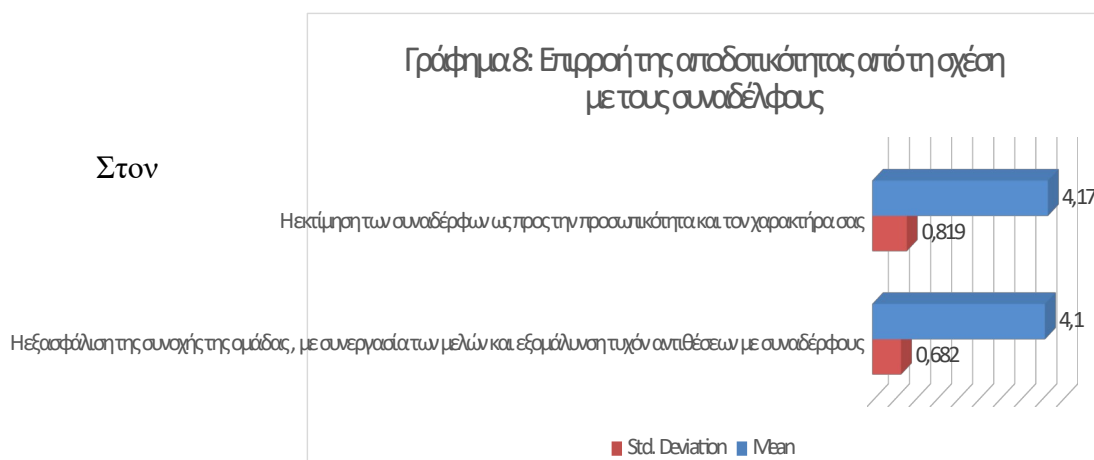 Γράφημα 8: Επιρροή της αποδοτικότητας από τη σχέση
με τους συναδέλφους
Στον
4,17
Η εκτίμηση των συναδέρφων ως προς την προσωπικότητα και τον χαρακτήρα σας
0,819
4,1
Η εξασφάλιση της συνοχής της ομάδας , με συνεργασία των μελών και εξομάλυνση τυχόν αντιθέσεων με συναδέρφους
0,682
Std. Deviation Mean